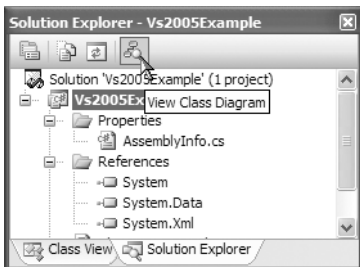 Solution Explorer - Vs2005Example
Solution 'Vs2005Example' (1 project)
Vs2005Ex
View Class Diagram
Properties
AssemblyInfo.cs
References
System
System.Data
System.Xml
Class View
Solution Explorer